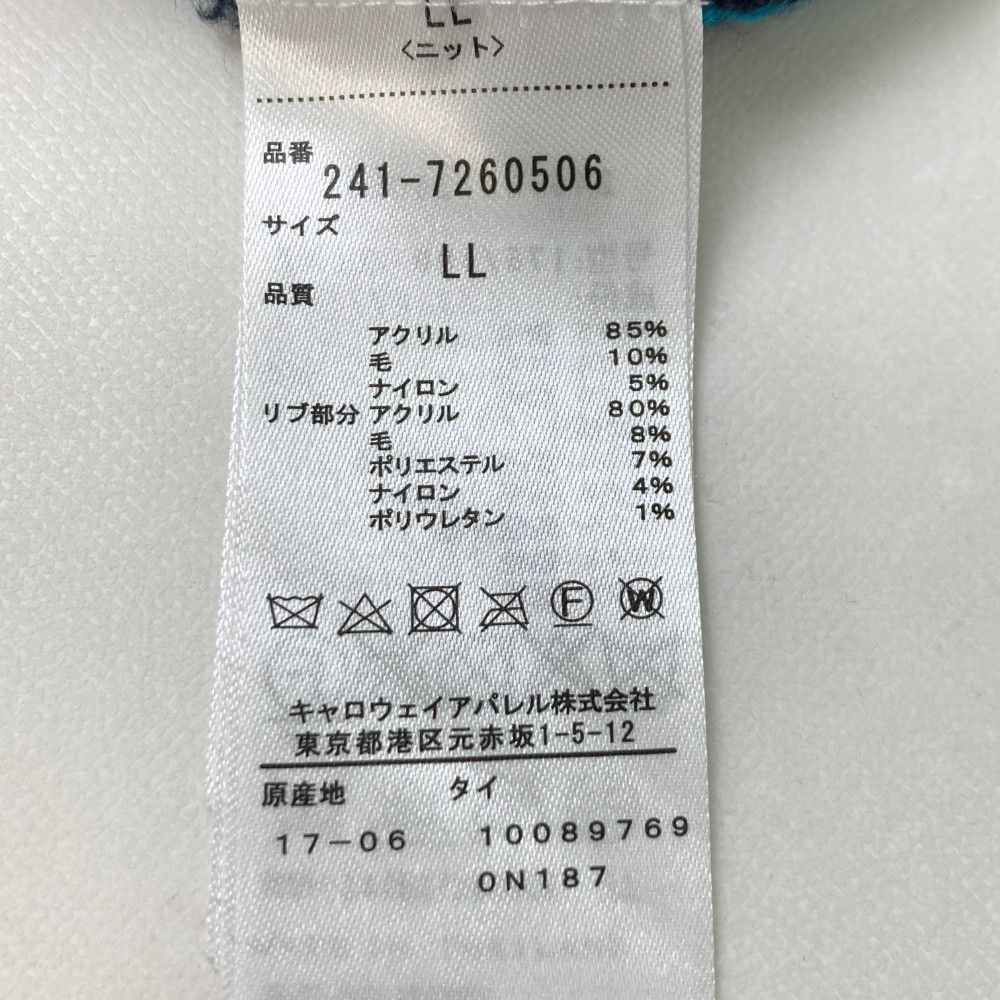 LL
<ニット>
品番
241-7260506
サイズ
LL
品質
アクリル 85%
毛 10%
ナイロン 5%
リブ部分 アクリル 80%
毛 8%
ポリエステル 7%
ナイロン 4%
ポリウレタン 1%
F W
キャロウェイアパレル株式会社
東京都港区元赤坂1-5-12
原産地 タイ
17-06 10089769
0N187